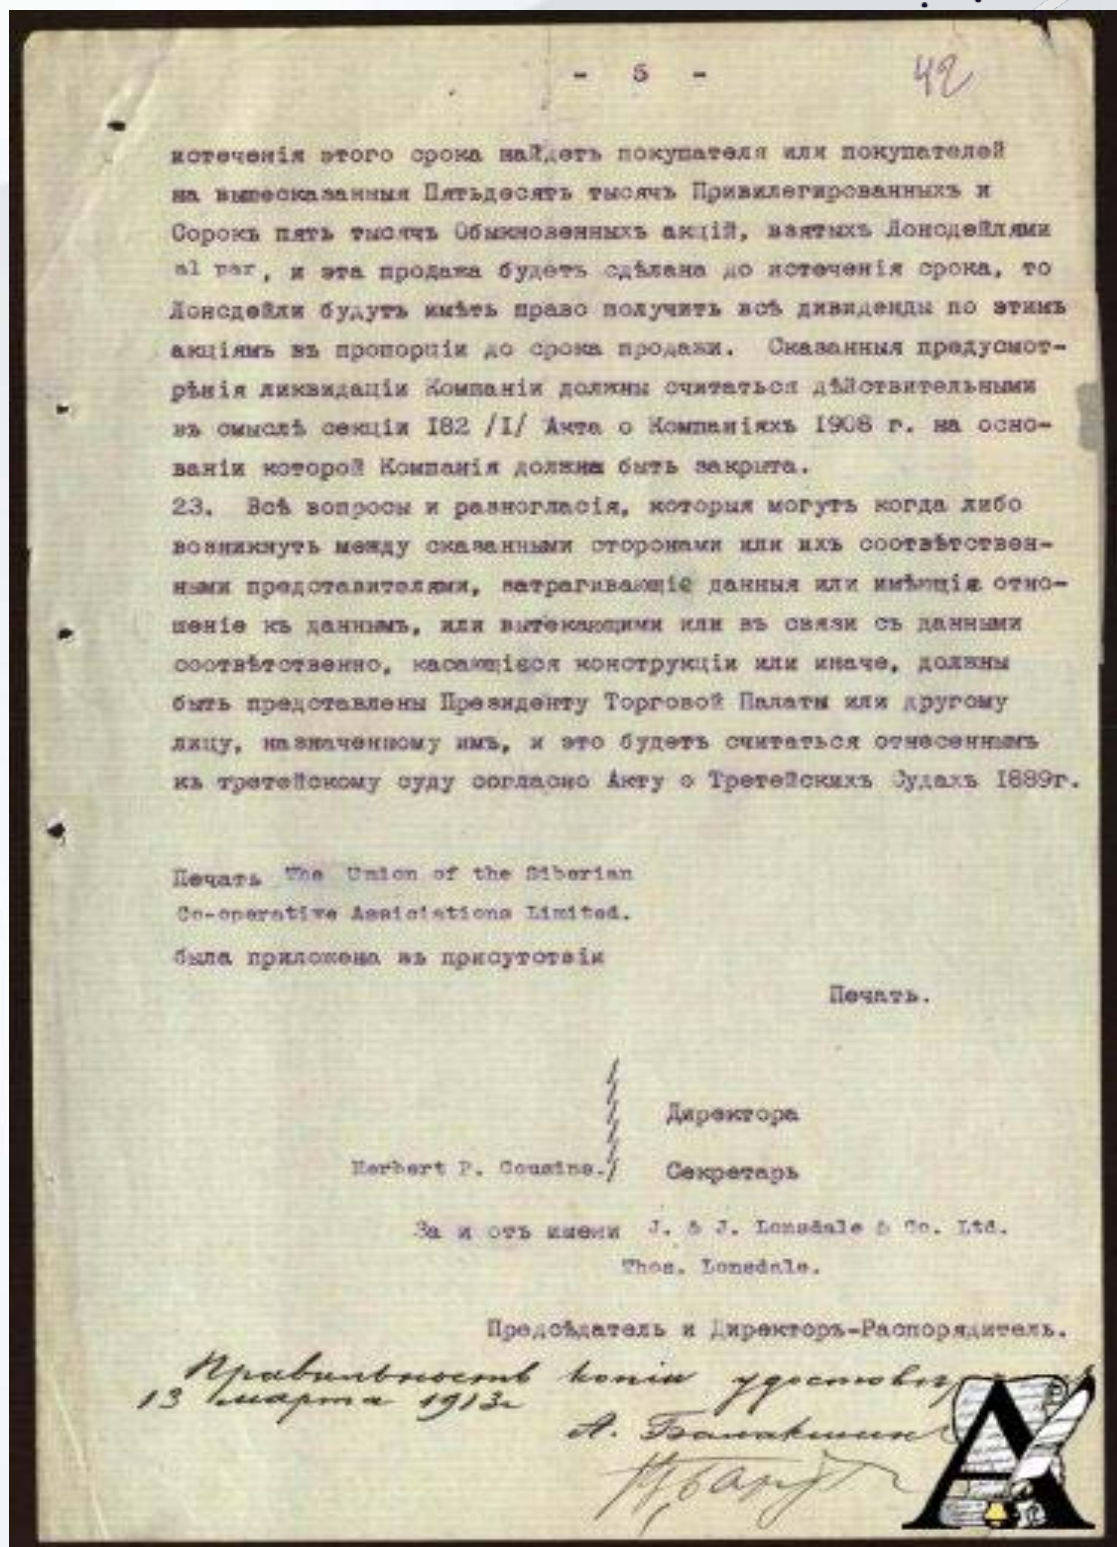 - 5 -
42
истеченія этого срока найдетъ покупателя или покупателей
на вышесказанныя Пятьдесятъ тысячъ Привилегированныхъ и
Сорокъ пять тысячъ Обыкновенныхъ акцій, взятыхъ Лонсдейлями
al par, и эта продажа будетъ сдѣлана до истеченія срока, то
Лонсдейли будутъ имѣть право получить всѣ дивиденды по этимъ
акціямъ въ пропорціи до срока продажи. Сказанныя предусмот-
рѣнія ликвидаціи Компаніи должны считаться дѣйствительными
въ смыслѣ секціи I82 /I/ Акта о Компаніяхъ 1908 г. на осно-
ваніи которой Компанія должна быть закрыта.
23. Всѣ вопросы и разногласія, которыя могутъ когда либо
возникнуть между сказанными сторонами или ихъ соотвѣтствен-
ными представителями, затрагивающіе данныя или имѣющія отно-
шеніе къ даннымъ, или вытекающими или въ связи съ данными
соотвѣтственно, касающіеся конструкціи или иначе, должны
быть представлены Президенту Торговой Палаты или другому
лицу, назначенному имъ, и это будетъ считаться отнесеннымъ
къ третейскому суду согласно Акту о Третейскихъ Судахъ 1889г.
Печать The Union of the Siberian
Co-operative Assiciations Limited.
была приложена въ присутствіи
Печать.
Директора
Herbert P. Cousins. Секретарь
За и отъ имени J. & J. Lonsdale & Co. Ltd.
Thos. Lonsdale.
Предсѣдатель и Директоръ-Распорядитель.
Правильность копіи
13 марта 1913г
А. Балакшинъ